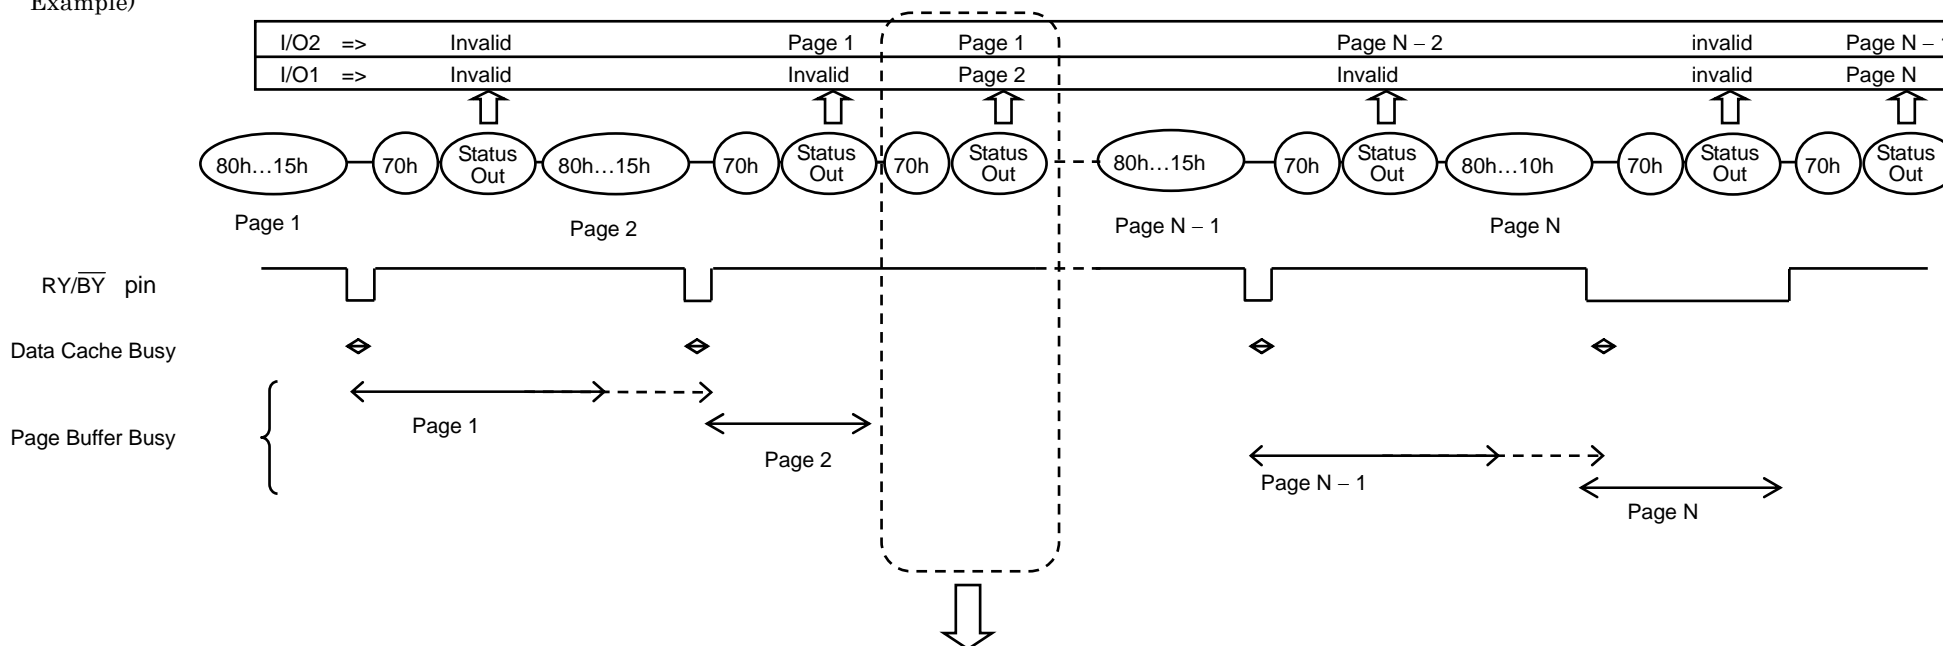 Example)
I/O2 => Invalid Page 1 Page 1 Page N – 2 invalid Page N – 1
I/O1 => Invalid Invalid Page 2 Invalid invalid Page N
80h…15h 70h Status Out 80h…15h 70h Status Out 70h Status Out 80h…15h 70h Status Out 80h…10h 70h Status Out 70h Status Out
Page 1 Page 2 Page N – 1 Page N
RY/BY pin
Data Cache Busy
Page 1
Page Buffer Busy
Page 2
Page N – 1
Page N